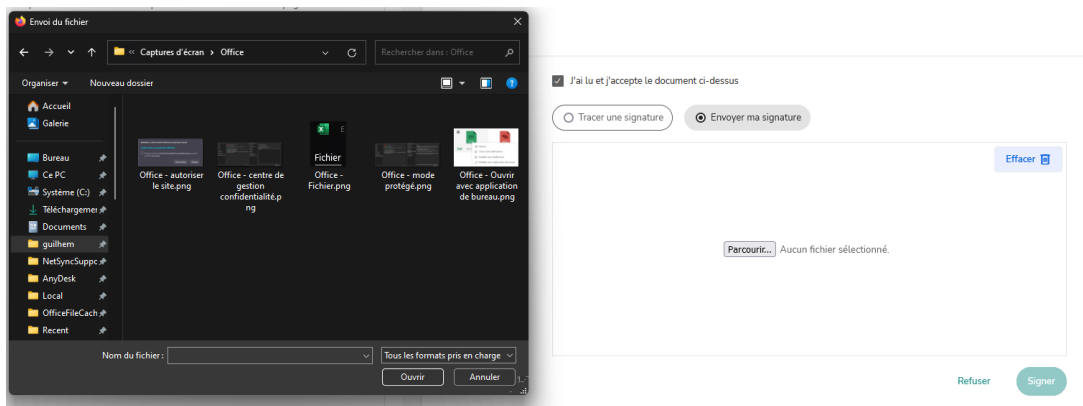 Envoi du fichier
« Captures d'écran › Office
Rechercher dans : Office
Organiser
Nouveau dossier
Accueil
Galerie
Bureau
Ce PC
Système (C:)
Téléchargemer
Documents
guilhem
NetSyncSuppc
AnyDesk
Local
OfficeFileCach
Recent
Office - autoriser
le site.png
Office - centre de
gestion
confidentialité.p
ng
Fichier
Office -
Fichier.png
Office - mode
protégé.png
Office - Ouvrir
avec application
de bureau.png
Nom du fichier :
Tous les formats pris en charge
Ouvrir
Annuler
J'ai lu et j'accepte le document ci-dessus
Tracer une signature
Envoyer ma signature
Effacer
Parcourir... Aucun fichier sélectionné.
Refuser
Signer